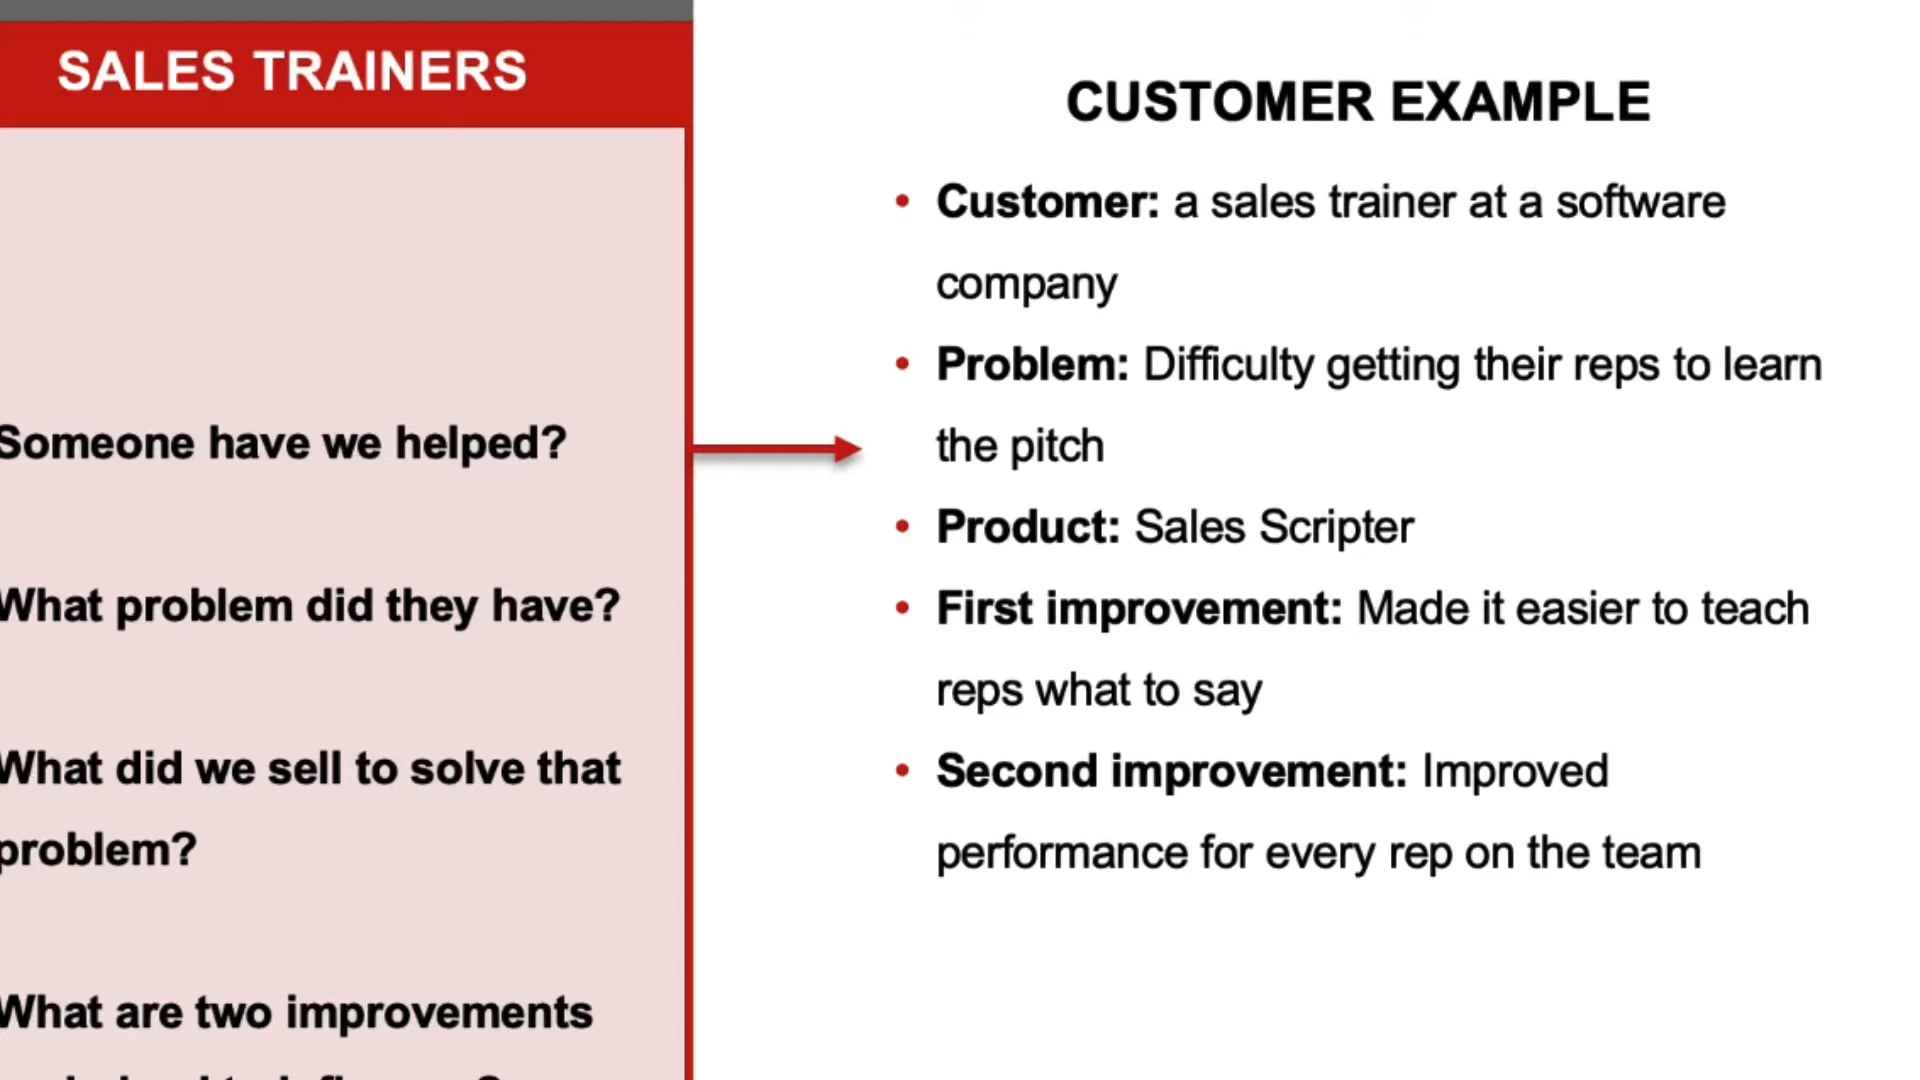 SALES TRAINERS
Someone have we helped?
What problem did they have?
What did we sell to solve that
problem?
What are two improvements
CUSTOMER EXAMPLE
• Customer: a sales trainer at a software
company
• Problem: Difficulty getting their reps to learn
the pitch
• Product: Sales Scripter
• First improvement: Made it easier to teach
reps what to say
• Second improvement: Improved
performance for every rep on the team